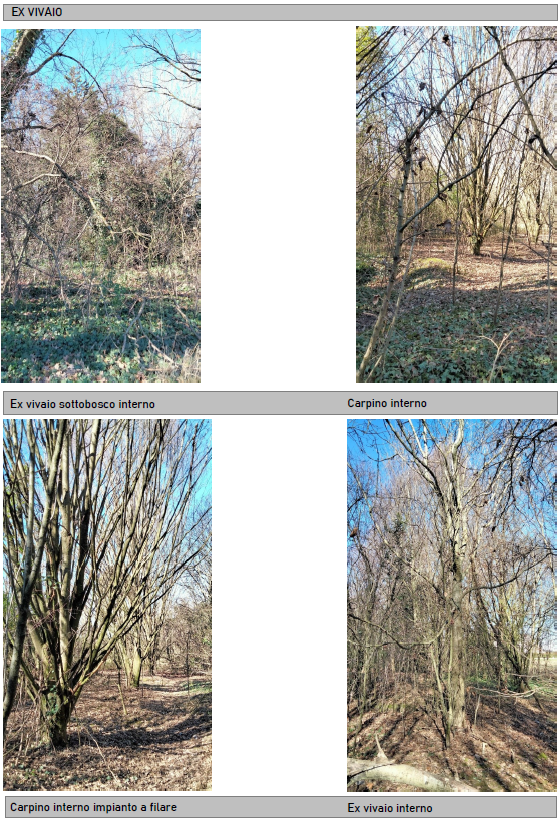 EX VIVAIO
Ex vivaio sottobosco interno
Carpino interno
Carpino interno impianto a filare
Ex vivaio interno